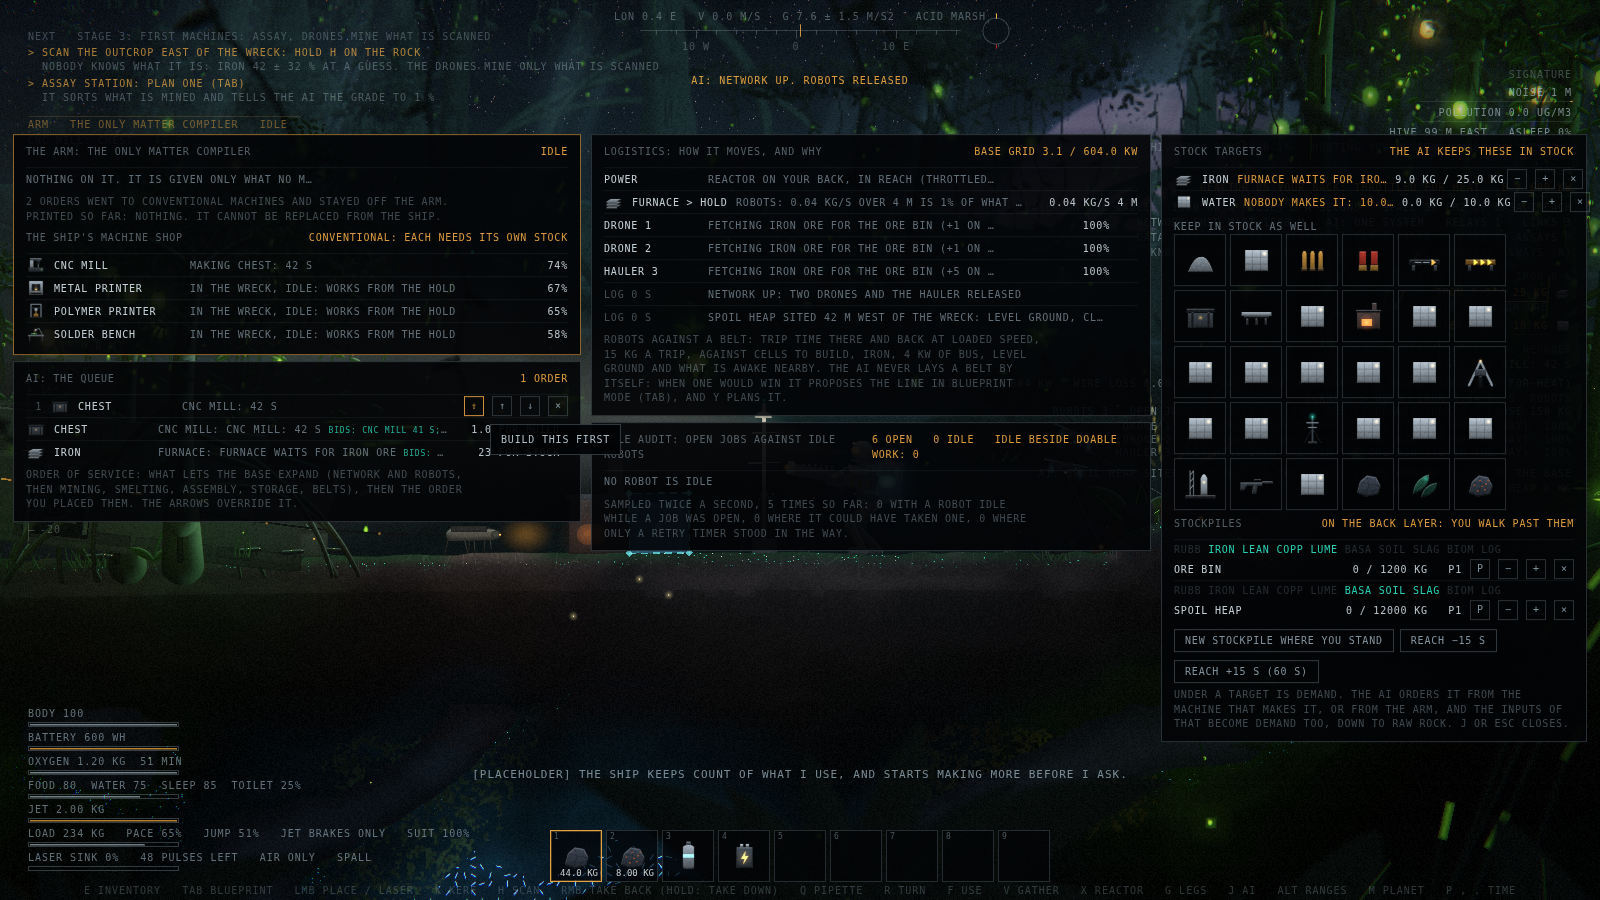 LON 0.4 E   V 0.0 M/S   G 7.6 ± 1.5 M/S2   ACID MARSH
10 W   0   10 E
NEXT   STAGE 3: FIRST MACHINES: ASSAY, DRONES MINE WHAT IS SCANNED
> SCAN THE OUTCROP EAST OF THE WRECK: HOLD H ON THE ROCK
NOBODY KNOWS WHAT IT IS: IRON 42 ± 32 % AT A GUESS. THE DRONES MINE ONLY WHAT IS SCANNED
> ASSAY STATION: PLAN ONE (TAB)
IT SORTS WHAT IS MINED AND TELLS THE AI THE GRADE TO 1 %
AI: NETWORK UP. ROBOTS RELEASED
SIGNATURE
NOISE 1 M
POLLUTION 0.0 UG/M3
HIVE 99 M EAST   ASLEEP 0%
ARM   THE ONLY MATTER COMPILER   IDLE
THE ARM: THE ONLY MATTER COMPILER   IDLE
NOTHING ON IT. IT IS GIVEN ONLY WHAT NO M…
2 ORDERS WENT TO CONVENTIONAL MACHINES AND STAYED OFF THE ARM.
PRINTED SO FAR: NOTHING. IT CANNOT BE REPLACED FROM THE SHIP.
THE SHIP'S MACHINE SHOP   CONVENTIONAL: EACH NEEDS ITS OWN STOCK
CNC MILL   MAKING CHEST: 42 S   74%
METAL PRINTER   IN THE WRECK, IDLE: WORKS FROM THE HOLD   67%
POLYMER PRINTER   IN THE WRECK, IDLE: WORKS FROM THE HOLD   65%
SOLDER BENCH   IN THE WRECK, IDLE: WORKS FROM THE HOLD   58%
AI: THE QUEUE   1 ORDER
1   CHEST   CNC MILL: 42 S   ↑   ↑   ↓   ×
CHEST   CNC MILL: CNC MILL: 42 S BIDS: CNC MILL 41 S;…   1.0
IRON   FURNACE: FURNACE WAITS FOR IRON ORE BIDS: …   23
ORDER OF SERVICE: WHAT LETS THE BASE EXPAND (NETWORK AND ROBOTS,
THEN MINING, SMELTING, ASSEMBLY, STORAGE, BELTS), THEN THE ORDER
YOU PLACED THEM. THE ARROWS OVERRIDE IT.
BUILD THIS FIRST
-20
LOGISTICS: HOW IT MOVES, AND WHY   BASE GRID 3.1 / 604.0 KW
POWER   REACTOR ON YOUR BACK, IN REACH (THROTTLED…
FURNACE > HOLD   ROBOTS: 0.04 KG/S OVER 4 M IS 1% OF WHAT …   0.04 KG/S 4 M
DRONE 1   FETCHING IRON ORE FOR THE ORE BIN (+1 ON …   100%
DRONE 2   FETCHING IRON ORE FOR THE ORE BIN (+1 ON …   100%
HAULER 3   FETCHING IRON ORE FOR THE ORE BIN (+5 ON …   100%
LOG 0 S   NETWORK UP: TWO DRONES AND THE HAULER RELEASED
LOG 0 S   SPOIL HEAP SITED 42 M WEST OF THE WRECK: LEVEL GROUND, CL…
ROBOTS AGAINST A BELT: TRIP TIME THERE AND BACK AT LOADED SPEED,
15 KG A TRIP, AGAINST CELLS TO BUILD, IRON, 4 KW OF BUS, LEVEL
GROUND AND WHAT IS AWAKE NEARBY. THE AI NEVER LAYS A BELT BY
ITSELF: WHEN ONE WOULD WIN IT PROPOSES THE LINE IN BLUEPRINT
MODE (TAB), AND Y PLANS IT.
LE AUDIT: OPEN JOBS AGAINST IDLE   6 OPEN   0 IDLE   IDLE BESIDE DOABLE
ROBOTS   WORK: 0
NO ROBOT IS IDLE
SAMPLED TWICE A SECOND, 5 TIMES SO FAR: 0 WITH A ROBOT IDLE
WHILE A JOB WAS OPEN, 0 WHERE IT COULD HAVE TAKEN ONE, 0 WHERE
ONLY A RETRY TIMER STOOD IN THE WAY.
STOCK TARGETS   THE AI KEEPS THESE IN STOCK
IRON   FURNACE WAITS FOR IRO…   9.0 KG / 25.0 KG   −   +   ×
WATER   NOBODY MAKES IT: 10.0…   0.0 KG / 10.0 KG   −   +   ×
KEEP IN STOCK AS WELL
STOCKPILES   ON THE BACK LAYER: YOU WALK PAST THEM
RUBB IRON LEAN COPP LUME BASA SOIL SLAG BIOM LOG
ORE BIN   0 / 1200 KG   P1   P   −   +   ×
RUBB IRON LEAN COPP LUME BASA SOIL SLAG BIOM LOG
SPOIL HEAP   0 / 12000 KG   P1   P   −   +   ×
NEW STOCKPILE WHERE YOU STAND   REACH −15 S
REACH +15 S (60 S)
UNDER A TARGET IS DEMAND. THE AI ORDERS IT FROM THE
MACHINE THAT MAKES IT, OR FROM THE ARM, AND THE INPUTS OF
THAT BECOME DEMAND TOO, DOWN TO RAW ROCK. J OR ESC CLOSES.
BODY 100
BATTERY 600 WH
OXYGEN 1.20 KG   51 MIN
FOOD 80   WATER 75   SLEEP 85   TOILET 25%
JET 2.00 KG
LOAD 234 KG   PACE 65%   JUMP 51%   JET BRAKES ONLY   SUIT 100%
LASER SINK 0%   48 PULSES LEFT   AIR ONLY   SPALL
[PLACEHOLDER] THE SHIP KEEPS COUNT OF WHAT I USE, AND STARTS MAKING MORE BEFORE I ASK.
1   2   3   4   5   6   7   8   9
44.0 KG   8.00 KG
E INVENTORY   TAB BLUEPRINT   LMB PLACE / LASER   K KERF   H SCAN   RMB TAKE BACK (HOLD: TAKE DOWN)   Q PIPETTE   R TURN   F USE   V GATHER   X REACTOR   G LEGS   J AI   ALT RANGES   M PLANET   P , . TIME